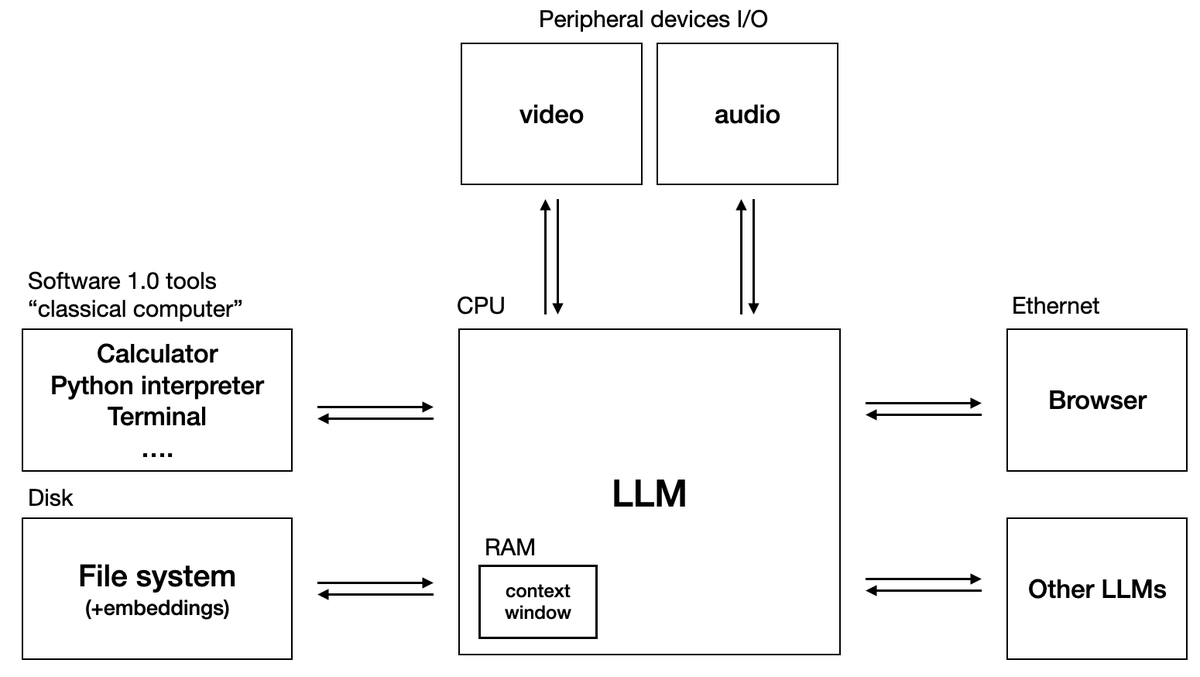 Peripheral devices I/O
video
audio
Software 1.0 tools
“classical computer”
Calculator
Python interpreter
Terminal
....
CPU
LLM
RAM
context
window
Ethernet
Browser
Disk
File system
(+embeddings)
Other LLMs